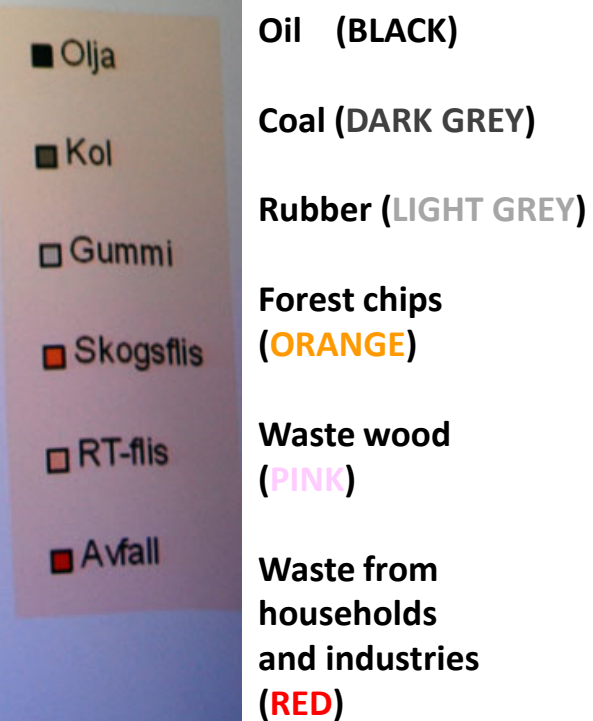 Olja
Kol
Gummi
Skogsflis
RT-flis
Avfall
Oil (BLACK)
Coal (DARK GREY)
Rubber (LIGHT GREY)
Forest chips
(ORANGE)
Waste wood
(PINK)
Waste from
households
and industries
(RED)